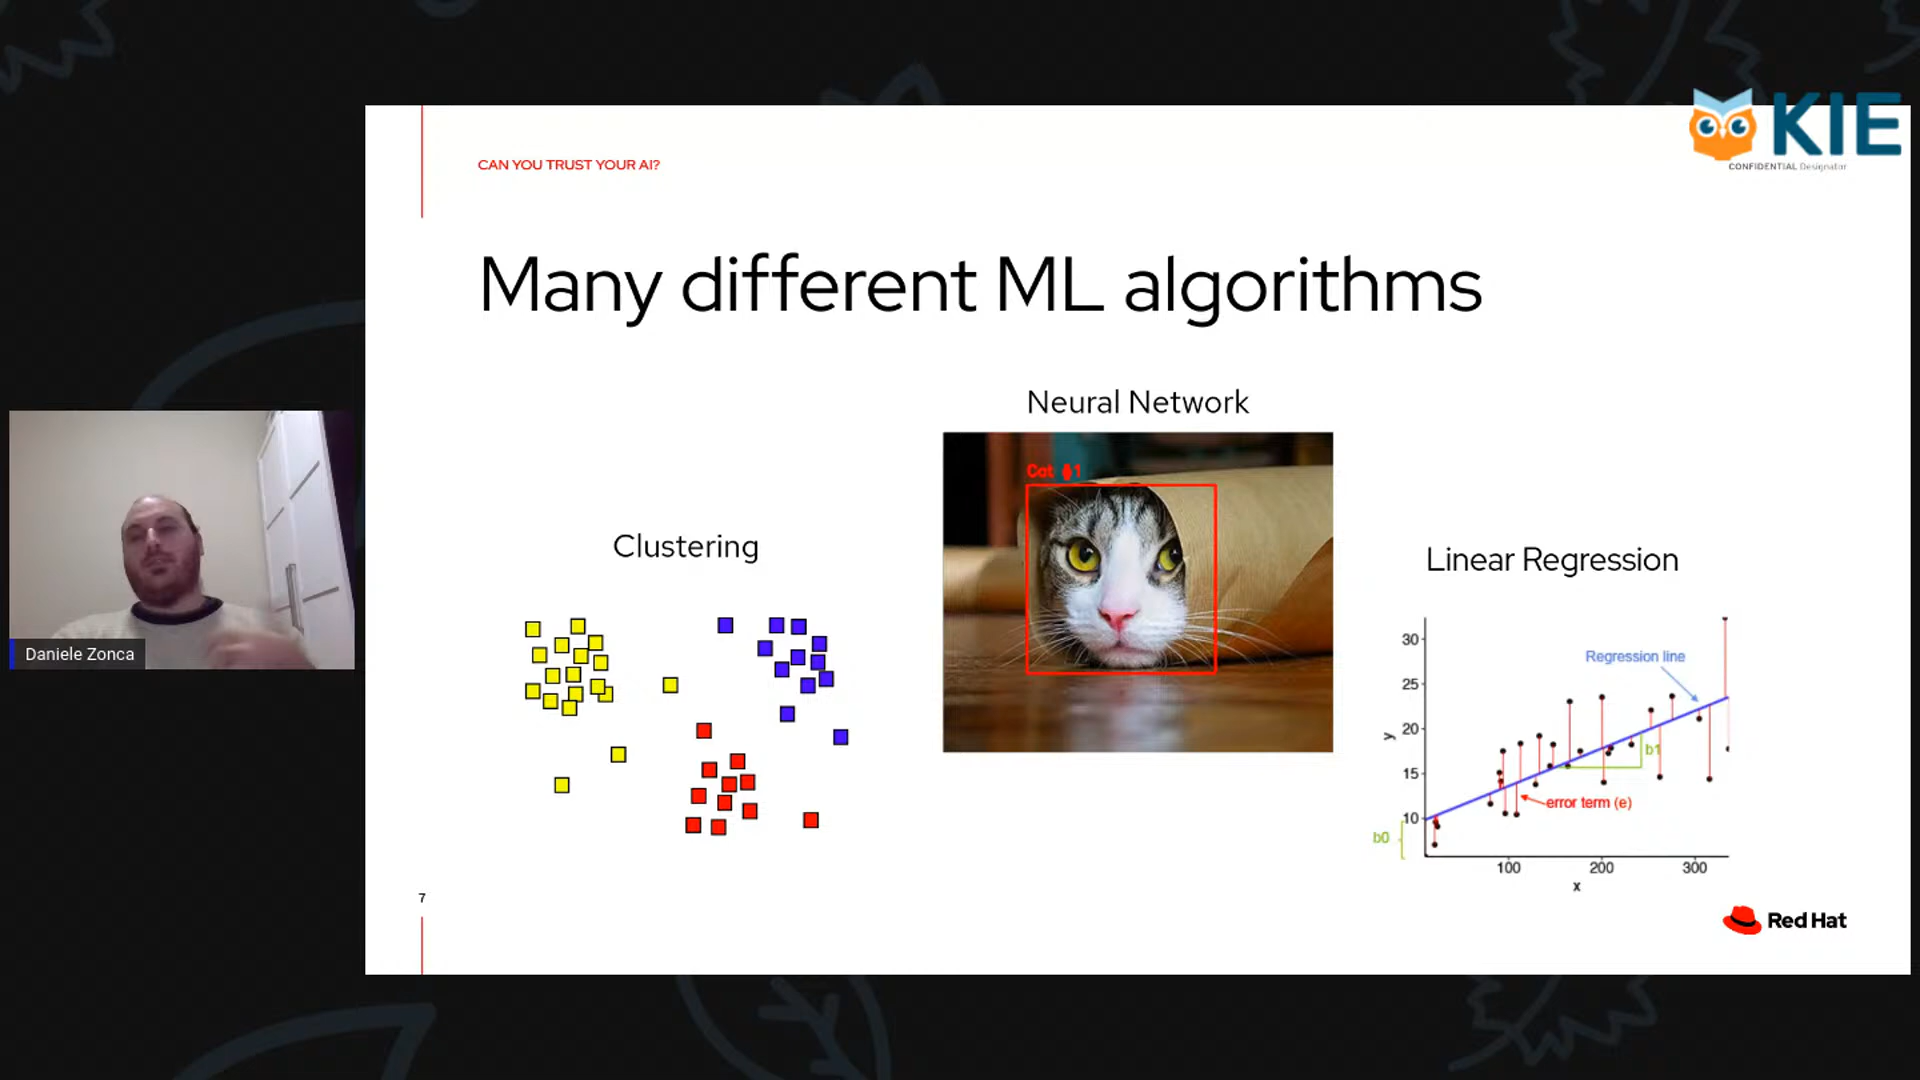 KIE
CONFIDENTIAL Designator
CAN YOU TRUST YOUR AI?
Many different ML algorithms
Neural Network
Cat #1
Clustering
Linear Regression
Daniele Zonca
30
25
20
15
10
y
Regression line
b1
error term (e)
b0
100 200 300
x
7
Red Hat